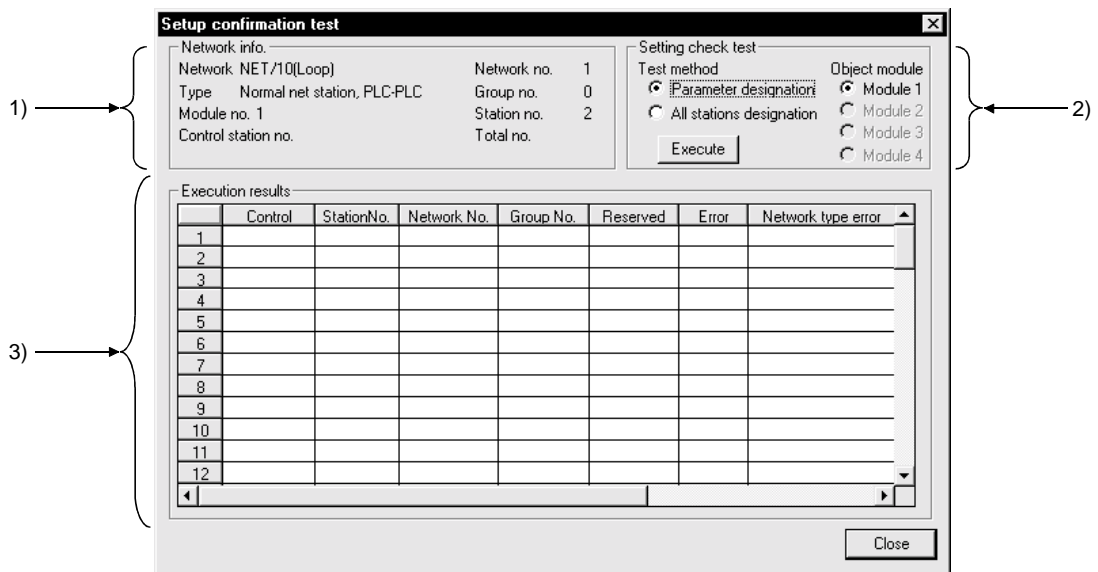 Setup confirmation test
1)
Network info.
Network NET/10(Loop)
Network no. 1
Type Normal net station, PLC-PLC
Group no. 0
Module no. 1
Station no. 2
Control station no.
Total no.
Setting check test
Test method
Object module
Parameter designation
Module 1
All stations designation
Module 2
Module 3
Execute
Module 4
2)
3)
Execution results
Control StationNo. Network No. Group No. Reserved Error Network type error
1
2
3
4
5
6
7
8
9
10
11
12
Close